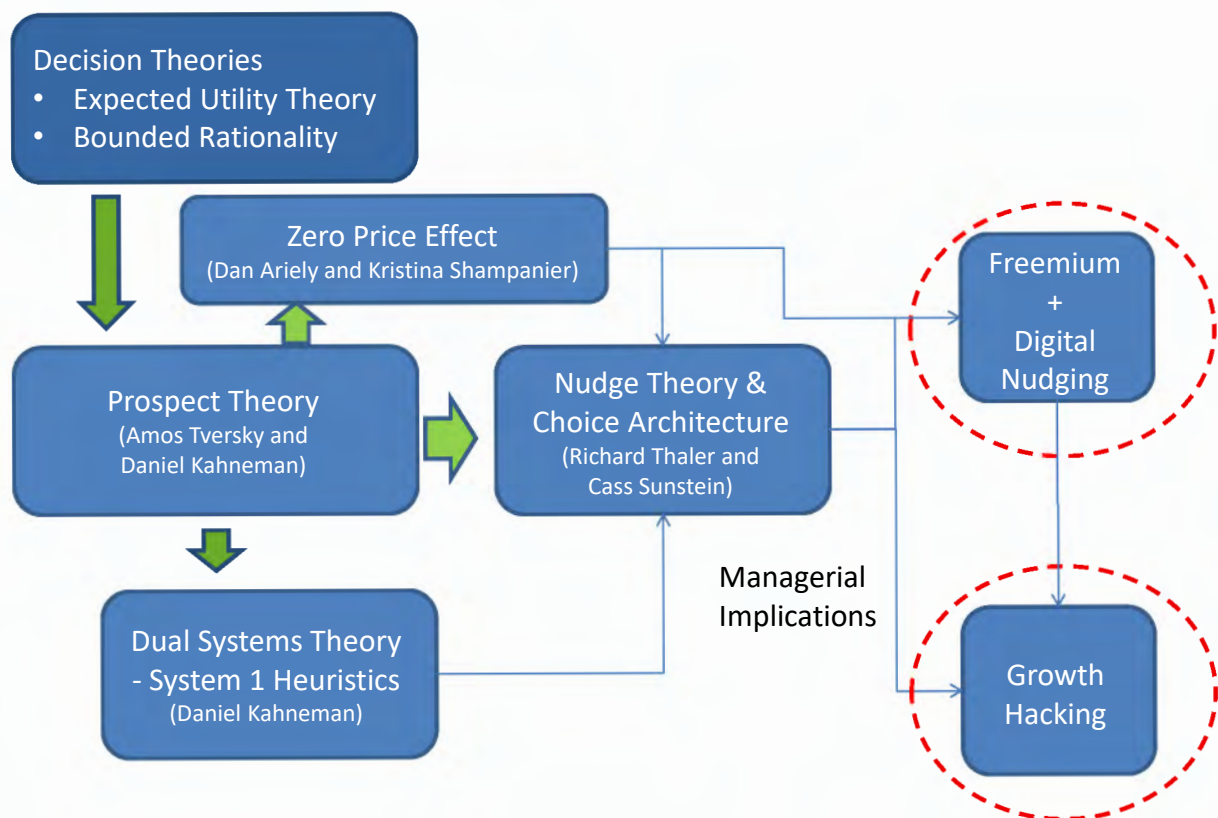 Decision Theories
• Expected Utility Theory
• Bounded Rationality
Zero Price Effect
(Dan Ariely and Kristina Shampanier)
Freemium
+
Digital
Nudging
Prospect Theory
(Amos Tversky and
Daniel Kahneman)
Nudge Theory &
Choice Architecture
(Richard Thaler and
Cass Sunstein)
Managerial
Implications
Dual Systems Theory
- System 1 Heuristics
(Daniel Kahneman)
Growth
Hacking